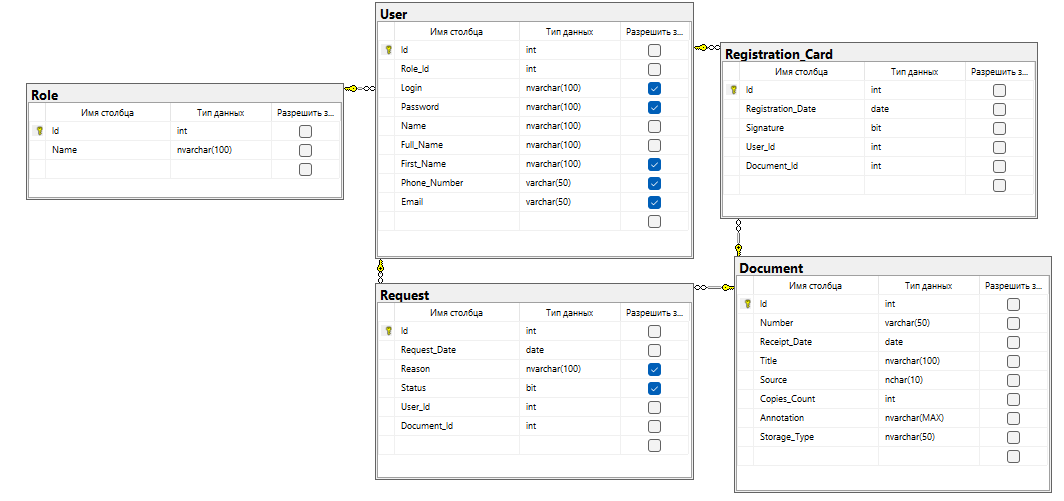 Role
Имя столбца Тип данных Разрешить з...
Id int
Name nvarchar(100)
User
Имя столбца Тип данных Разрешить з...
Id int
Role_Id int
Login nvarchar(100)
Password nvarchar(100)
Name nvarchar(100)
Full_Name nvarchar(100)
First_Name nvarchar(100)
Phone_Number varchar(50)
Email varchar(50)
Registration_Card
Имя столбца Тип данных Разрешить з...
Id int
Registration_Date date
Signature bit
User_Id int
Document_Id int
Request
Имя столбца Тип данных Разрешить з...
Id int
Request_Date date
Reason nvarchar(100)
Status bit
User_Id int
Document_Id int
Document
Имя столбца Тип данных Разрешить з...
Id int
Number varchar(50)
Receipt_Date date
Title nvarchar(100)
Source nchar(10)
Copies_Count int
Annotation nvarchar(MAX)
Storage_Type nvarchar(50)